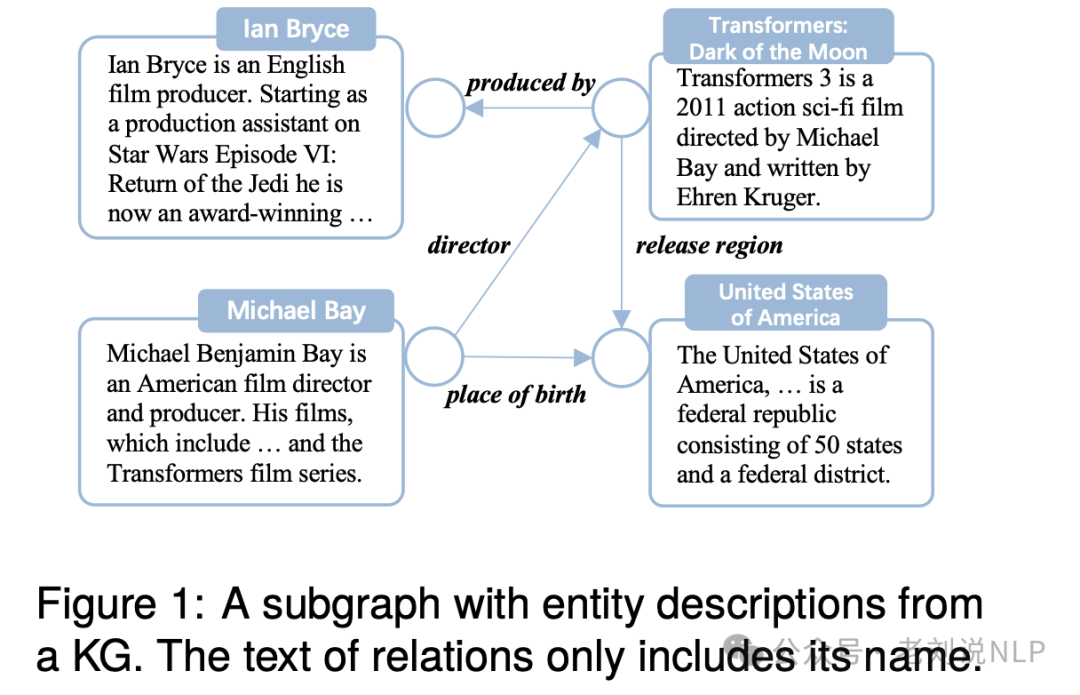 Ian Bryce
Ian Bryce is an English
film producer. Starting as
a production assistant on
Star Wars Episode VI:
Return of the Jedi he is
now an award-winning …
produced by
Transformers:
Dark of the Moon
Transformers 3 is a
2011 action sci-fi film
directed by Michael
Bay and written by
Ehren Kruger.
director
release region
Michael Bay
Michael Benjamin Bay is
an American film director
and producer. His films,
which include … and the
Transformers film series.
place of birth
United States
of America
The United States of
America, … is a
federal republic
consisting of 50 states
and a federal district.
Figure 1: A subgraph with entity descriptions from
a KG. The text of relations only includes its name.
公众号 老刘说NLP